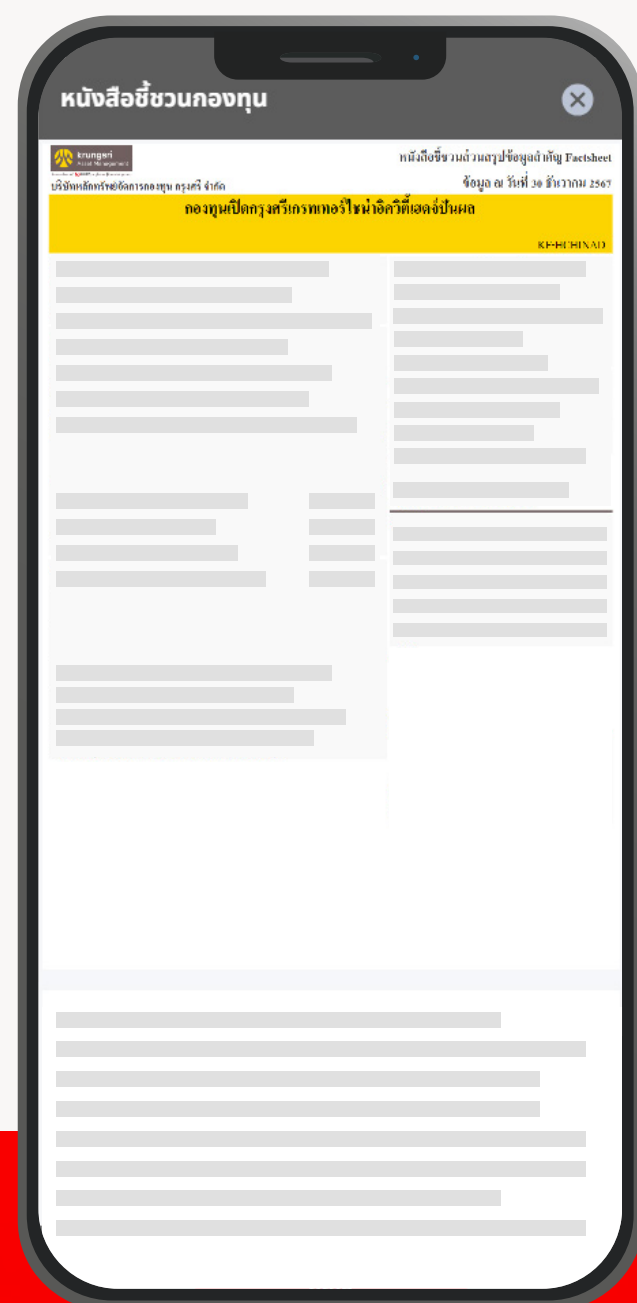 หนังสือชี้ชวนกองทุน
krungsri
Asset Management
หนังสือชี้ชวนส่วนสรุปข้อมูลสำคัญ Factsheet
บริษัทหลักทรัพย์จัดการกองทุน กรุงศรี จำกัด
ข้อมูล ณ วันที่ 30 ธันวาคม 2567
กองทุนเปิดกรุงศรีเกรทเทอร์ไชน่าอิควิตี้เฮดจ์ปันผล
KF-HCHINAD